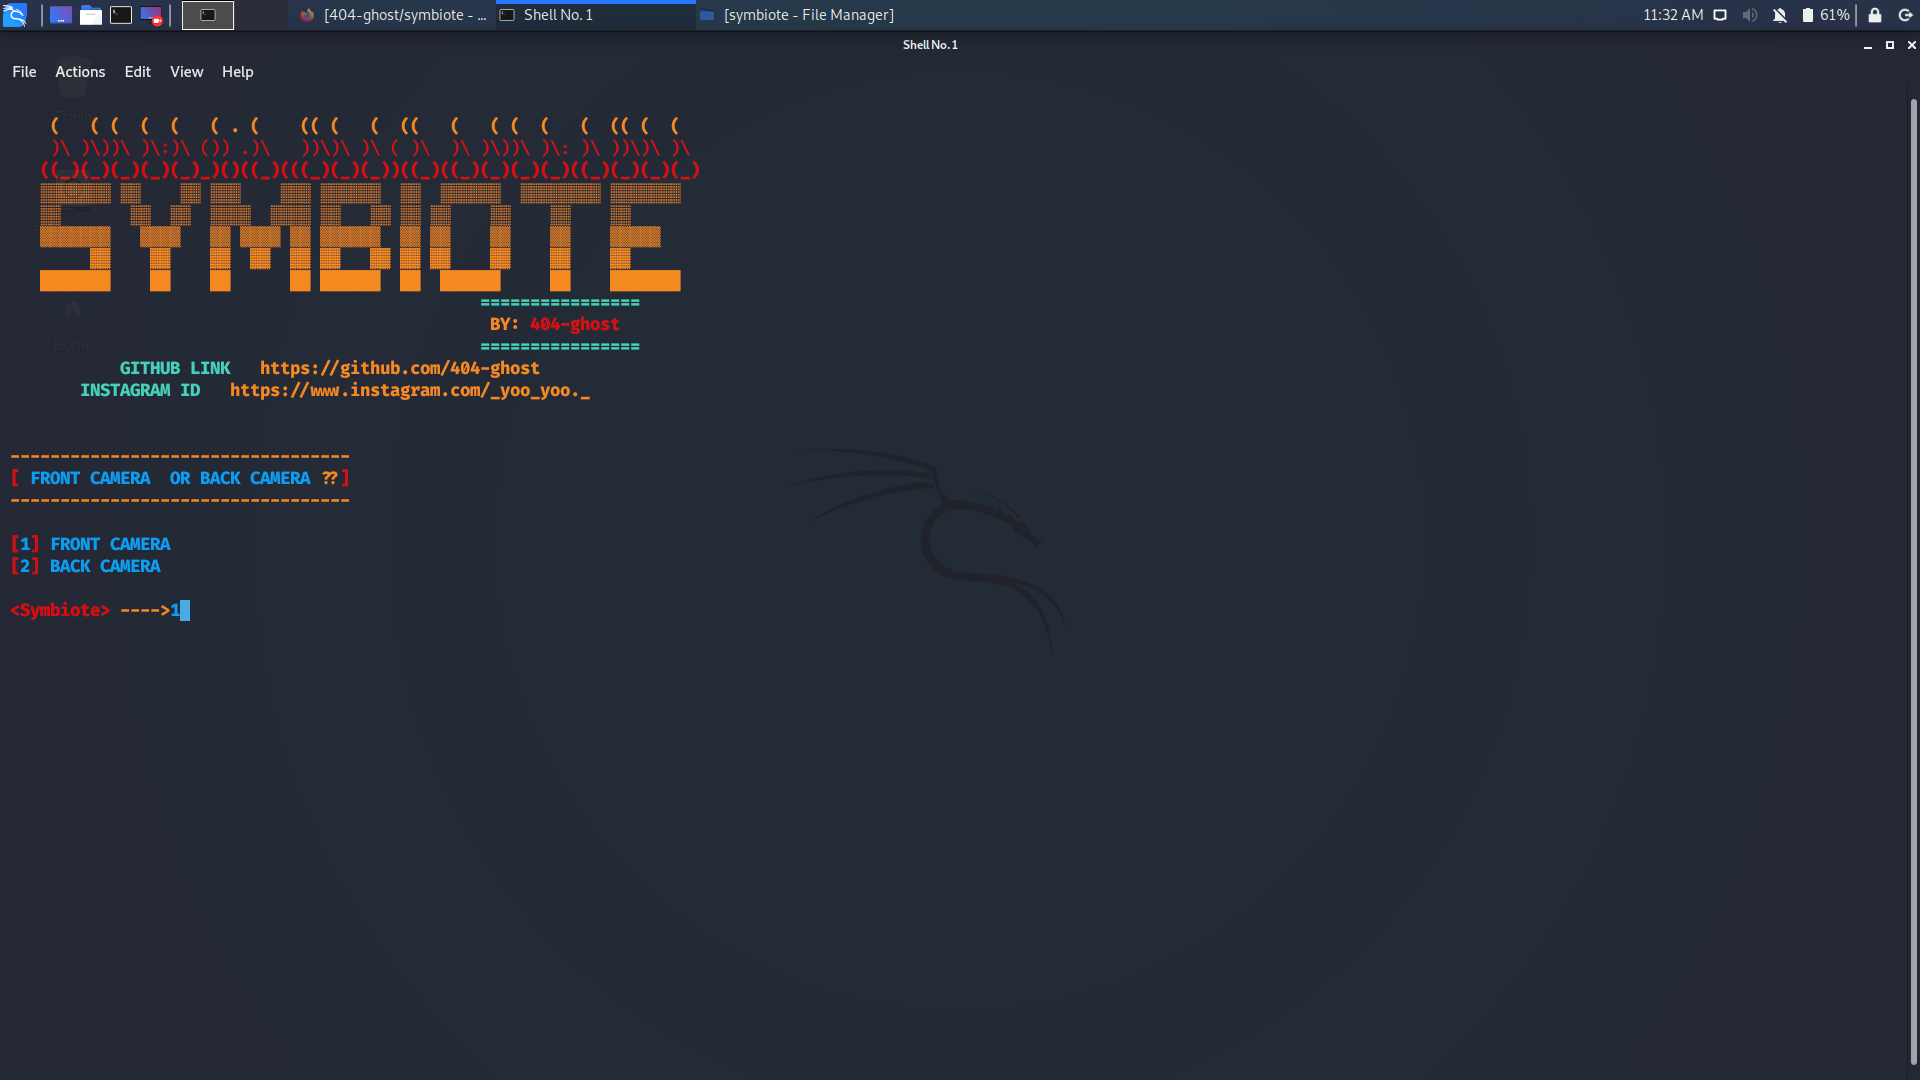 [404-ghost/symbiote - ...
Shell No. 1
[symbiote - File Manager]
11:32 AM
61%
Shell No. 1
File Actions Edit View Help
SYMBIOTE
================
BY: 404-ghost
================
GITHUB LINK https://github.com/404-ghost
INSTAGRAM ID https://www.instagram.com/_yoo_yoo._
Home
----------------------------------
[ FRONT CAMERA OR BACK CAMERA ??]
----------------------------------
[1] FRONT CAMERA
[2] BACK CAMERA
<Symbiote> ---->1